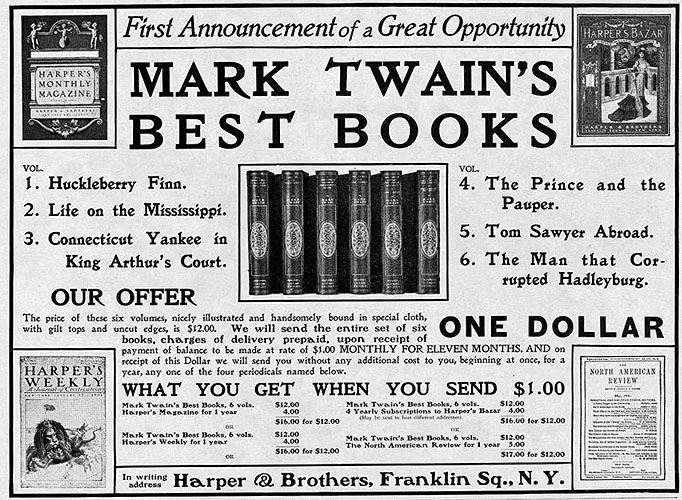 First Announcement of a Great Opportunity
HARPER'S
MONTHLY
MAGAZINE
HARPER'S BAZAR
HARPER & BROTHERS
MARK TWAIN'S
BEST BOOKS
VOL.
1. Huckleberry Finn.
2. Life on the Mississippi.
3. Connecticut Yankee in
King Arthur's Court.
VOL.
4. The Prince and the
Pauper.
5. Tom Sawyer Abroad.
6. The Man that Cor-
rupted Hadleyburg.
OUR OFFER
The price of these six volumes, nicely illustrated and handsomely bound in special cloth,
with gilt tops and uncut edges, is $12.00. We will send the entire set of six
books, charges of delivery prepaid, upon receipt of
ONE DOLLAR
payment of balance to be made at rate of $1.00 MONTHLY FOR ELEVEN MONTHS. AND on
receipt of this Dollar we will send you without any additional cost to you, beginning at once, for a
year, any one of the four periodicals named below.
HARPER'S
WEEKLY
A Journal of Civilization
THE
NORTH AMERICAN
REVIEW
WHAT YOU GET WHEN YOU SEND $1.00
Mark Twain's Best Books, 6 vols. $12.00
Harper's Magazine for 1 year 4.00
$16.00 for $12.00
OR
Mark Twain's Best Books, 6 vols. $12.00
Harper's Weekly for 1 year 4.00
$16.00 for $12.00
OR
Mark Twain's Best Books, 6 vols. $12.00
4 Yearly Subscriptions to Harper's Bazar 4.00
(May be sent to four different addresses)
$16.00 for $12.00
OR
Mark Twain's Best Books, 6 vols. $12.00
The North American Review for 1 year 5.00
$17.00 for $12.00
In writing
address
Harper & Brothers, Franklin Sq., N. Y.